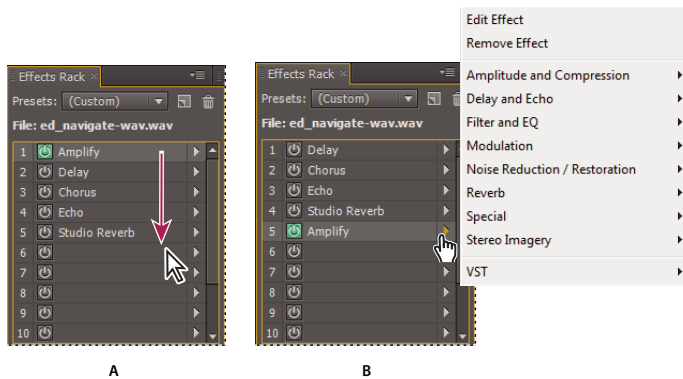 Effects Rack ×
Presets: (Custom)
File: ed_navigate-wav.wav
1 Amplify
2 Delay
3 Chorus
4 Echo
5 Studio Reverb
6
7
8
9
10
A
Effects Rack ×
Presets: (Custom)
File: ed_navigate-wav.wav
1 Delay
2 Chorus
3 Echo
4 Studio Reverb
5 Amplify
6
7
8
9
10
B
Edit Effect
Remove Effect
Amplitude and Compression
Delay and Echo
Filter and EQ
Modulation
Noise Reduction / Restoration
Reverb
Special
Stereo Imagery
VST